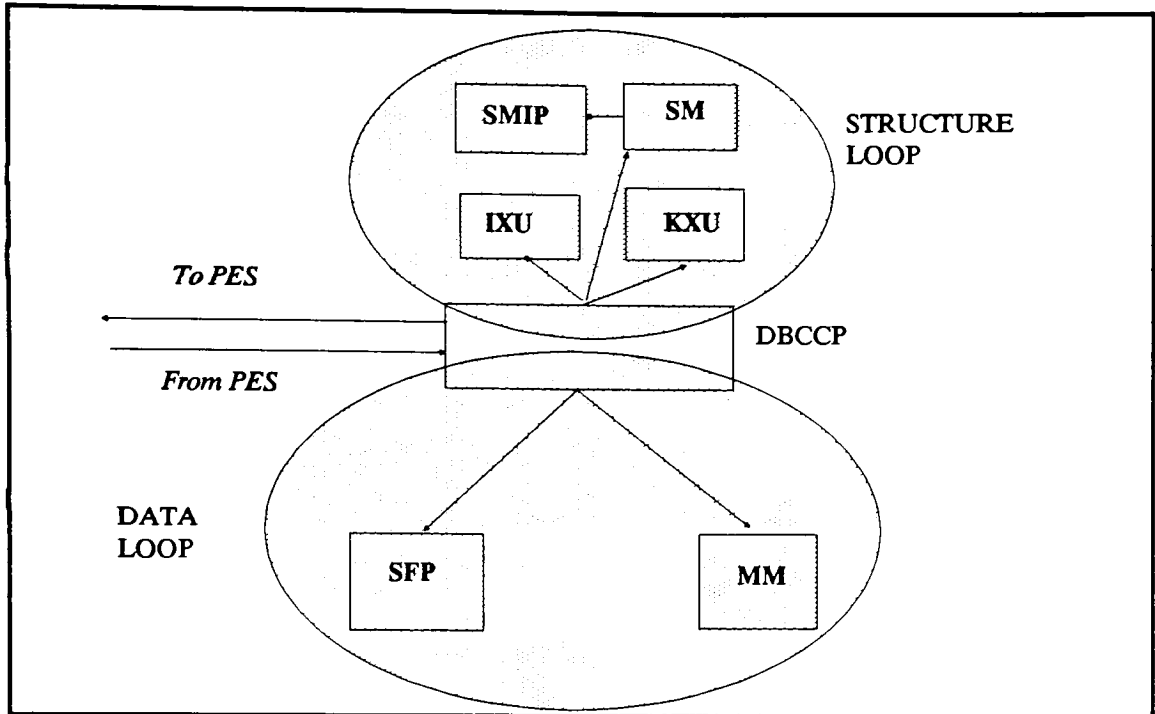 SMIP
SM
STRUCTURE
LOOP
IXU
KXU
To PES
DBCCP
From PES
DATA
LOOP
SFP
MM